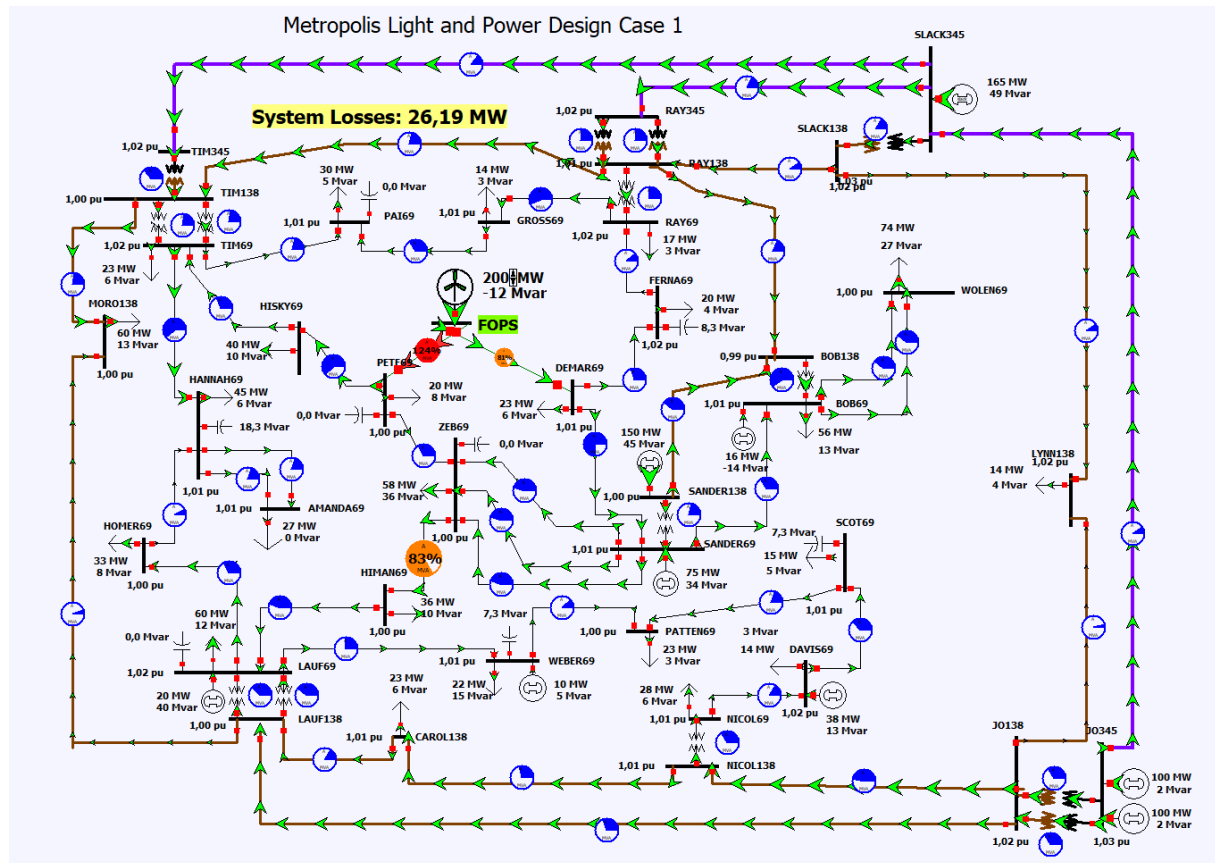 Metropolis Light and Power Design Case 1
SLACK345
165 MW
49 Mvar
System Losses: 26,19 MW
1,02 pu
RAY345
SLACK138
1,02 pu
TIM345
1,01 pu
RAY138
1,03 pu
1,02 pu
30 MW
5 Mvar
0,0 Mvar
14 MW
3 Mvar
TIM138
1,00 pu
1,01 pu
PAI69
1,01 pu
GROSS69
RAY69
1,02 pu
17 MW
3 Mvar
74 MW
27 Mvar
1,02 pu
TIM69
23 MW
6 Mvar
200 MW
-12 Mvar
FERNA69
20 MW
4 Mvar
8,3 Mvar
1,02 pu
1,00 pu
WOLEN69
MORO138
60 MW
13 Mvar
1,00 pu
HISKY69
40 MW
10 Mvar
FOPS
124%
81%
PETE69
DEMAR69
0,99 pu
BOB138
HANNAH69
45 MW
6 Mvar
18,3 Mvar
20 MW
8 Mvar
0,0 Mvar
1,00 pu
23 MW
6 Mvar
1,01 pu
1,01 pu
BOB69
ZEB69
0,0 Mvar
150 MW
45 Mvar
16 MW
-14 Mvar
56 MW
13 Mvar
58 MW
36 Mvar
1,00 pu
1,01 pu
1,01 pu
AMANDA69
27 MW
0 Mvar
1,00 pu
SANDER138
14 MW
4 Mvar
LYNN138
1,02 pu
HOMER69
33 MW
8 Mvar
1,00 pu
83%
1,01 pu
SANDER69
75 MW
34 Mvar
7,3 Mvar
SCOT69
15 MW
5 Mvar
1,01 pu
HIMAN69
36 MW
10 Mvar
1,00 pu
60 MW
12 Mvar
0,0 Mvar
7,3 Mvar
1,00 pu
PATTEN69
23 MW
3 Mvar
3 Mvar
14 MW
DAVIS69
1,02 pu
LAUF69
1,01 pu
WEBER69
22 MW
15 Mvar
10 MW
5 Mvar
20 MW
40 Mvar
1,00 pu
LAUF138
23 MW
6 Mvar
1,01 pu
CAROL138
28 MW
6 Mvar
1,01 pu
NICOL69
1,02 pu
38 MW
13 Mvar
1,01 pu
NICOL138
JO138
JO345
100 MW
2 Mvar
100 MW
2 Mvar
1,02 pu
1,03 pu